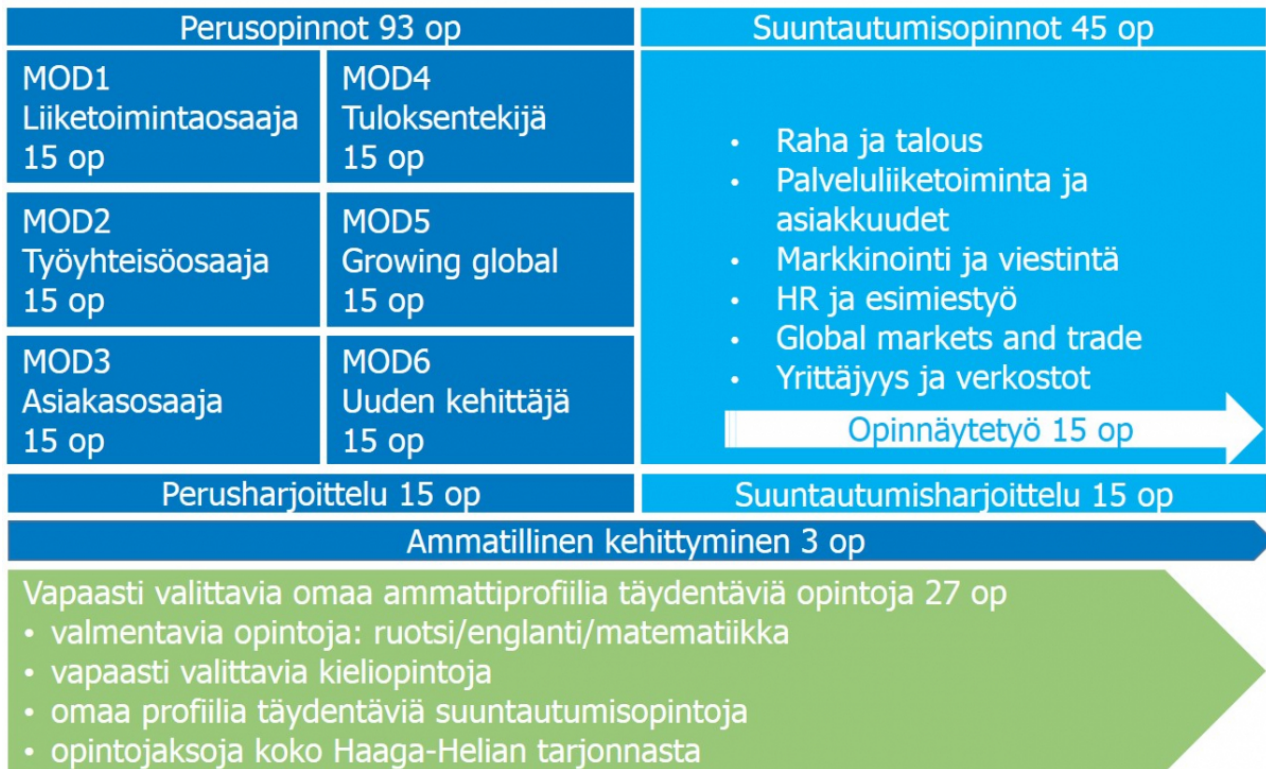 Perusopinnot 93 op
MOD1
Liiketoimintaosaaja
15 op
MOD4
Tuloksentekijä
15 op
MOD2
Työyhteisöosaaja
15 op
MOD5
Growing global
15 op
MOD3
Asiakasosaaja
15 op
MOD6
Uuden kehittäjä
15 op
Perusharjoittelu 15 op
Suuntautumisopinnot 45 op
• Raha ja talous
• Palveluliiketoiminta ja
asiakkuudet
• Markkinointi ja viestintä
• HR ja esimiestyö
• Global markets and trade
• Yrittäjyys ja verkostot
Opinnäytetyö 15 op
Suuntautumisharjoittelu 15 op
Ammatillinen kehittyminen 3 op
Vapaasti valittavia omaa ammattiprofiilia täydentäviä opintoja 27 op
• valmentavia opintoja: ruotsi/englanti/matematiikka
• vapaasti valittavia kieliopintoja
• omaa profiilia täydentäviä suuntautumisopintoja
• opintojaksoja koko Haaga-Helian tarjonnasta